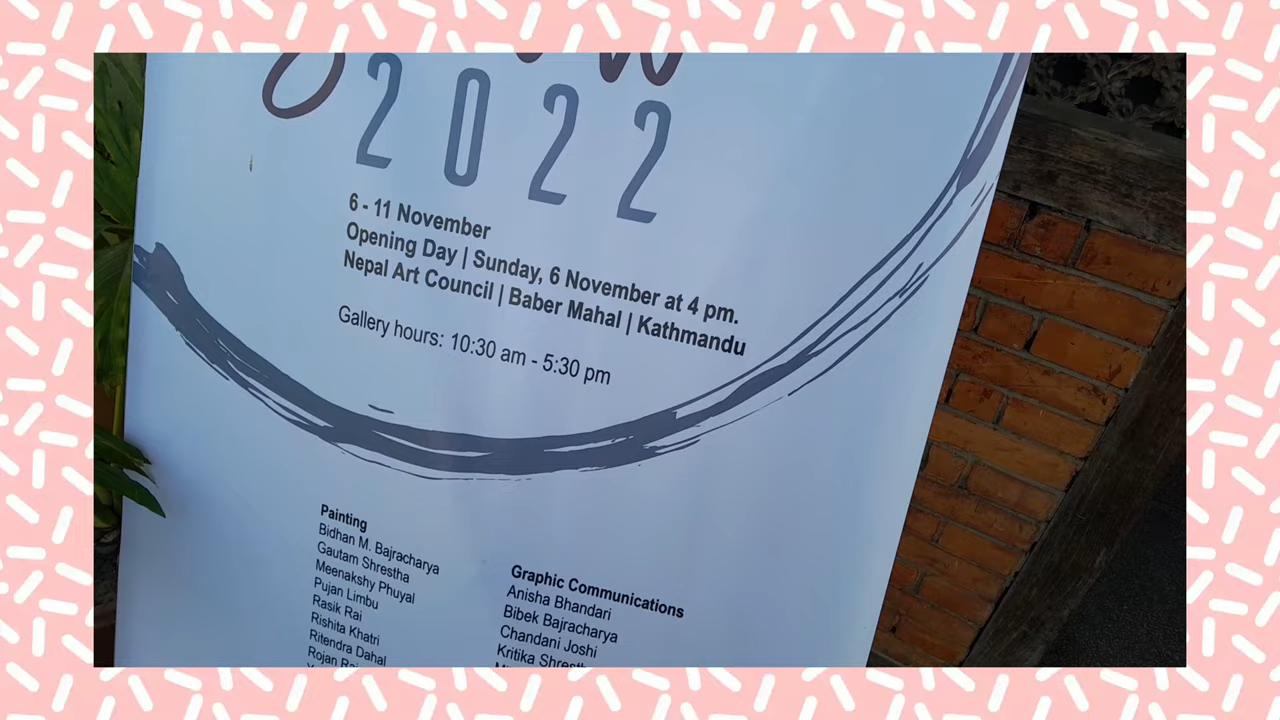 2022
6 - 11 November
Opening Day | Sunday, 6 November at 4 pm.
Nepal Art Council | Baber Mahal | Kathmandu
Gallery hours: 10:30 am - 5:30 pm
Painting
Bidhan M. Bajracharya
Gautam Shrestha
Meenakshy Phuyal
Pujan Limbu
Rasik Rai
Rishita Khatri
Ritendra Dahal
Rojan
Graphic Communications
Anisha Bhandari
Bibek Bajracharya
Chandani Joshi
Kritika